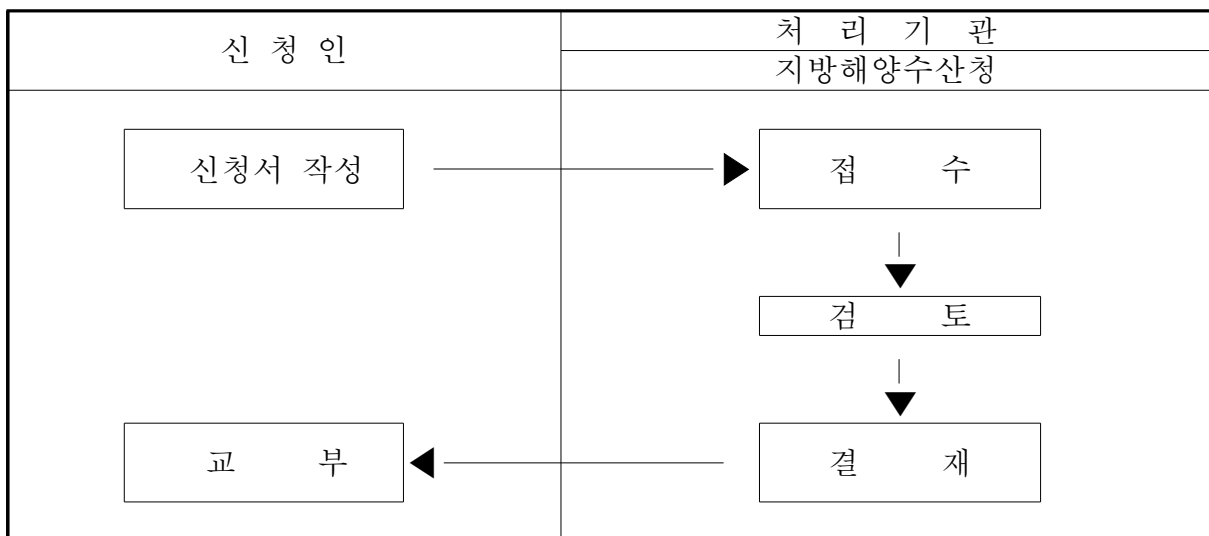 신 청 인
처 리 기 관
지방해양수산청
신청서 작성
접 수
검 토
교 부
결 재